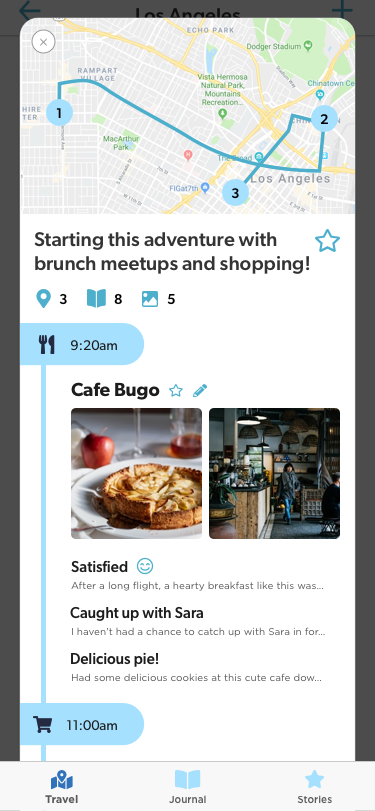 Los Angeles
ECHO PARK
Dodger Stadium
RAMPART
VILLAGE
Vista Hermosa
Natural Park,
Mountains
Recreation...
Chinatown Ce
HIRE
TER
1
2
MacArthur
Park
The Broad
FIGat7th
Los Angeles
3
Starting this adventure with
brunch meetups and shopping!
3 8 5
9:20am
Cafe Bugo
Satisfied
After a long flight, a hearty breakfast like this was...
Caught up with Sara
I haven't had a chance to catch up with Sara in for...
Delicious pie!
Had some delicious cookies at this cute cafe dow...
11:00am
Travel Journal Stories